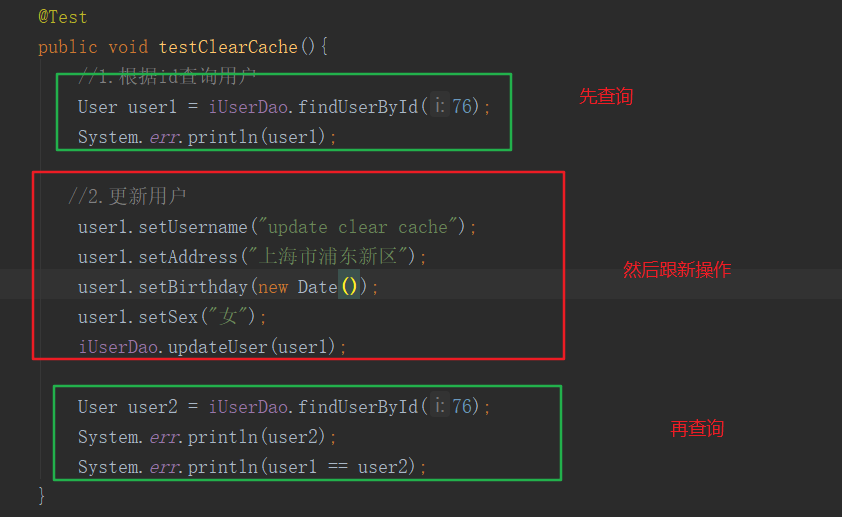 @Test
public void testClearCache(){
//1.根据id查询用户
User user1 = iUserDao.findUserById( i: 76);
先查询
System.err.println(user1);
//2.更新用户
user1.setUsername("update clear cache");
user1.setAddress("上海市浦东新区");
然后跟新操作
user1.setBirthday(new Date());
user1.setSex("女");
iUserDao.updateUser(user1);
User user2 = iUserDao.findUserById( i: 76);
再查询
System.err.println(user2);
System.err.println(user1 == user2);
}